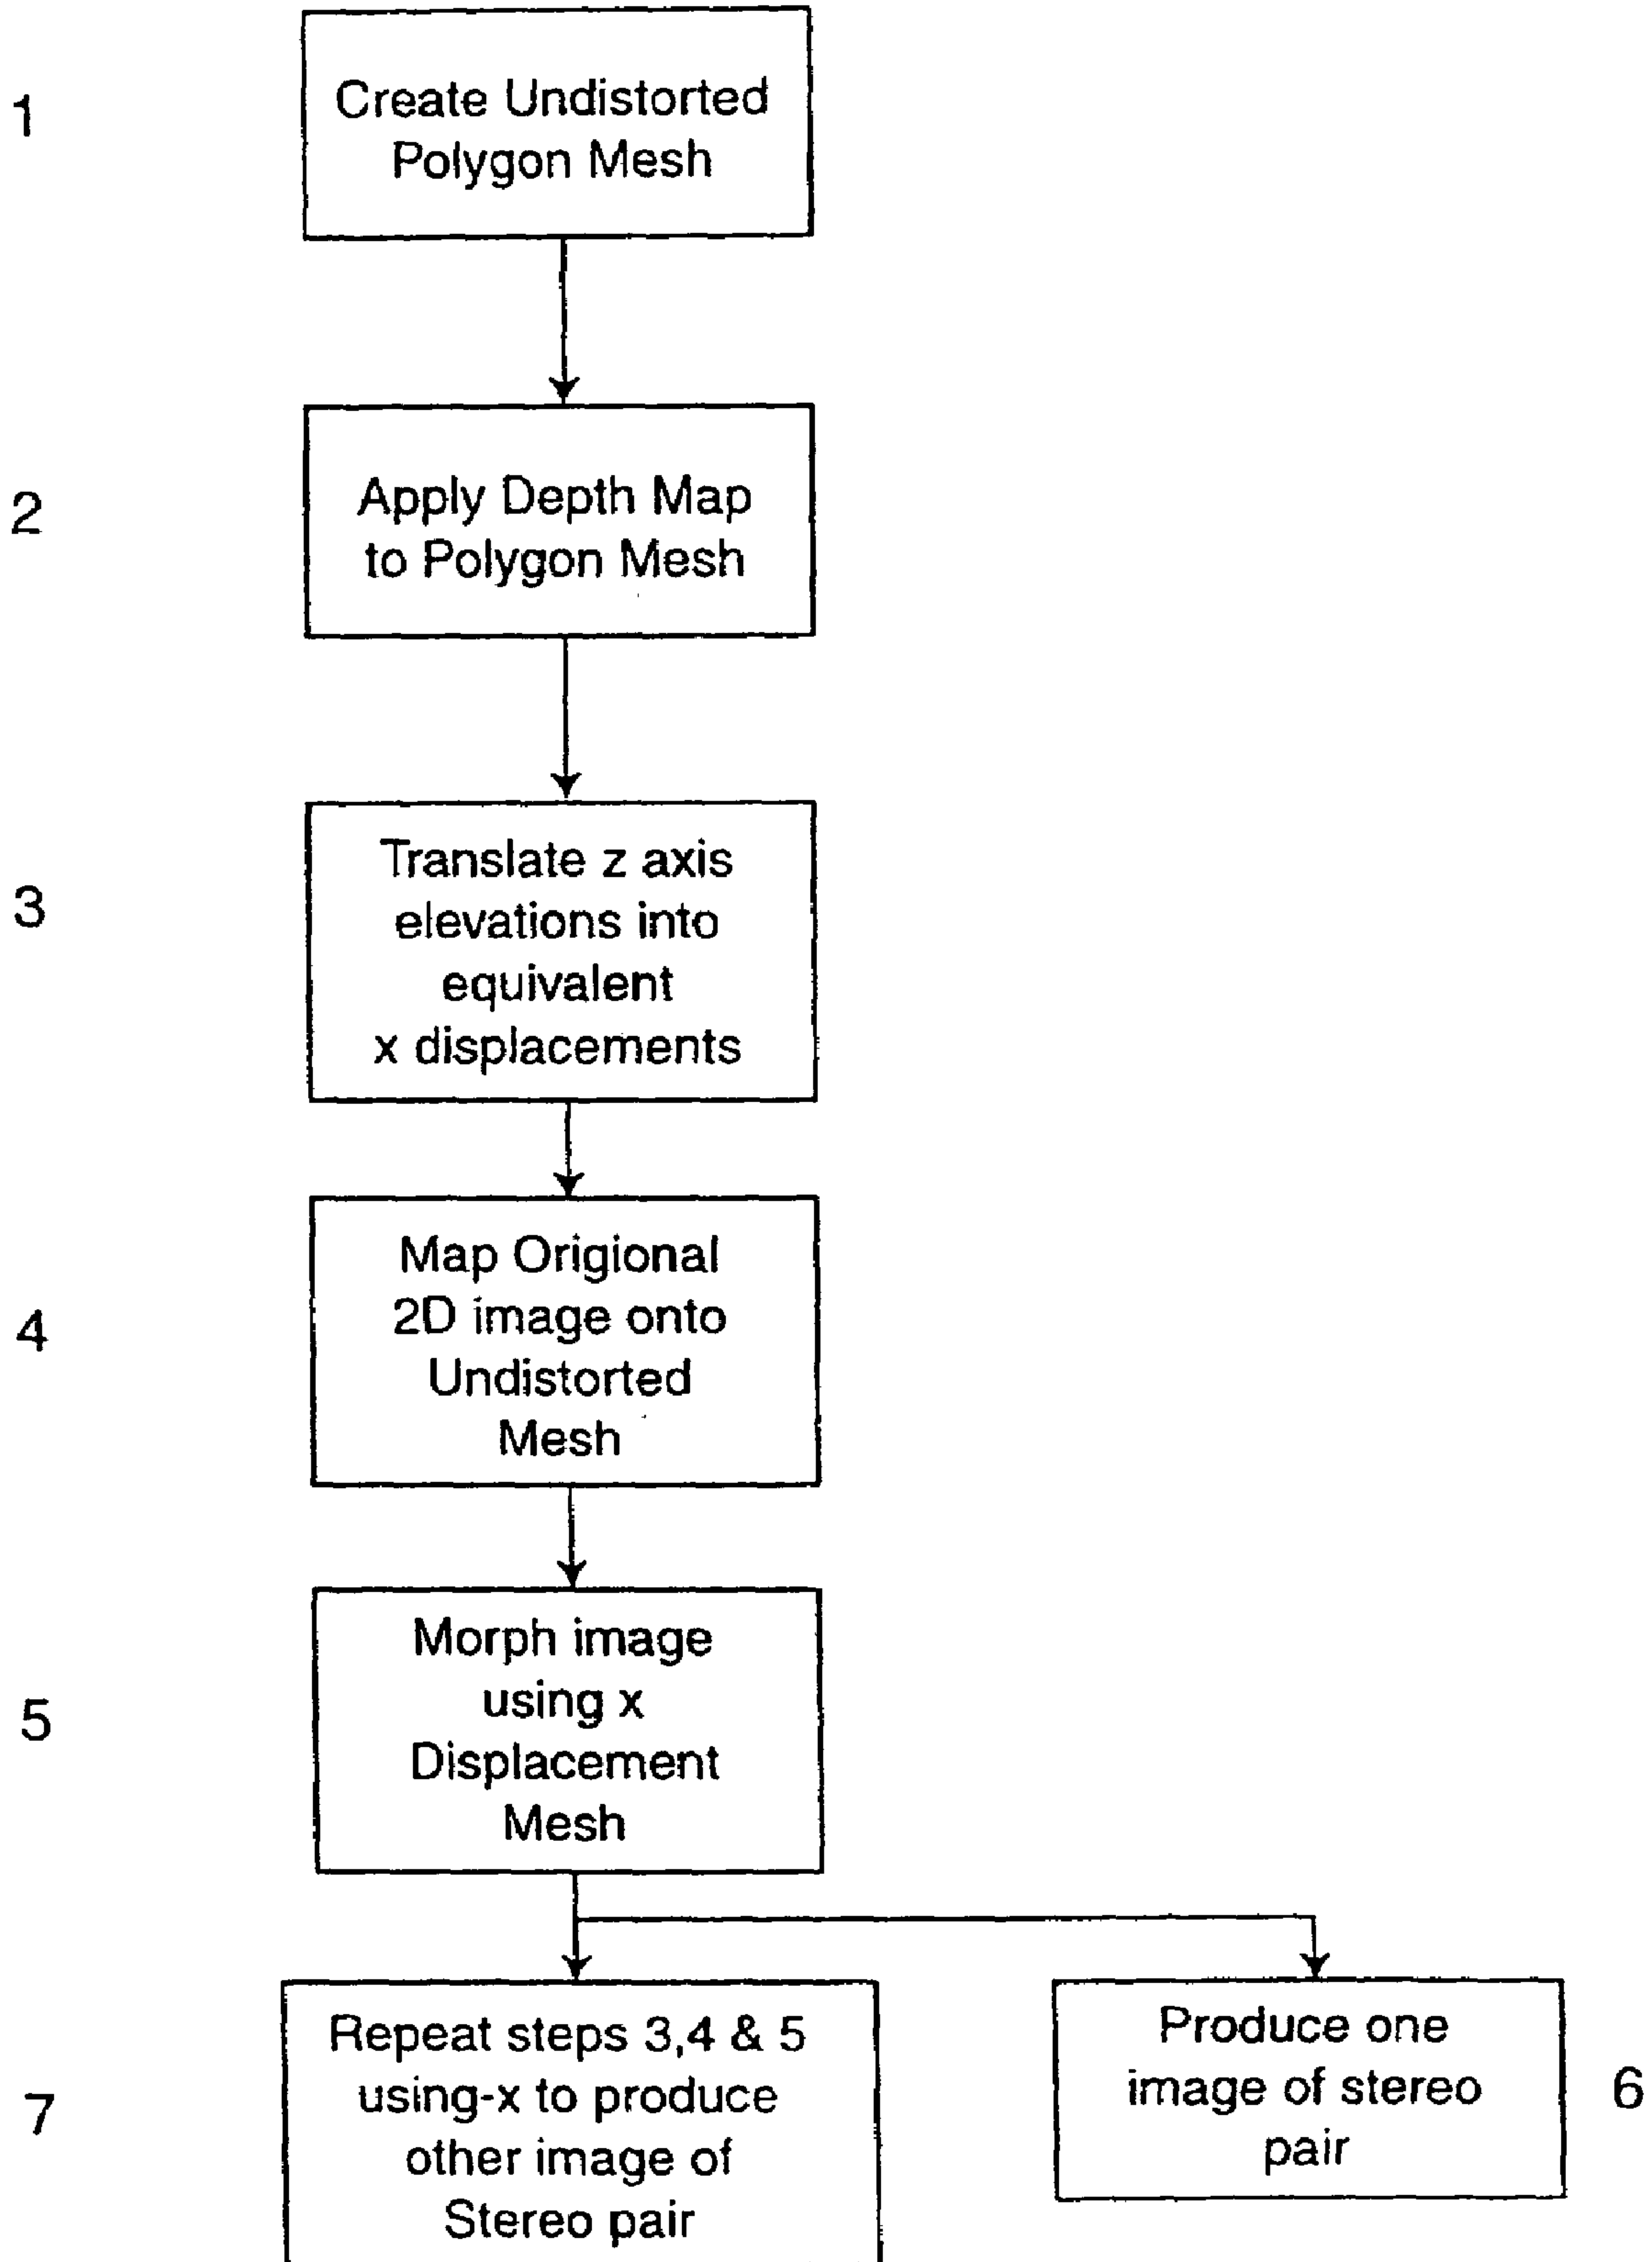 1
Create Undistorted
Polygon Mesh
2
Apply Depth Map
to Polygon Mesh
3
Translate z axis
elevations into
equivalent
x displacements
4
Map Origional
2D image onto
Undistorted
Mesh
5
Morph image
using x
Displacement
Mesh
7
Repeat steps 3,4 & 5
using-x to produce
other image of
Stereo pair
Produce one
image of stereo
pair
6